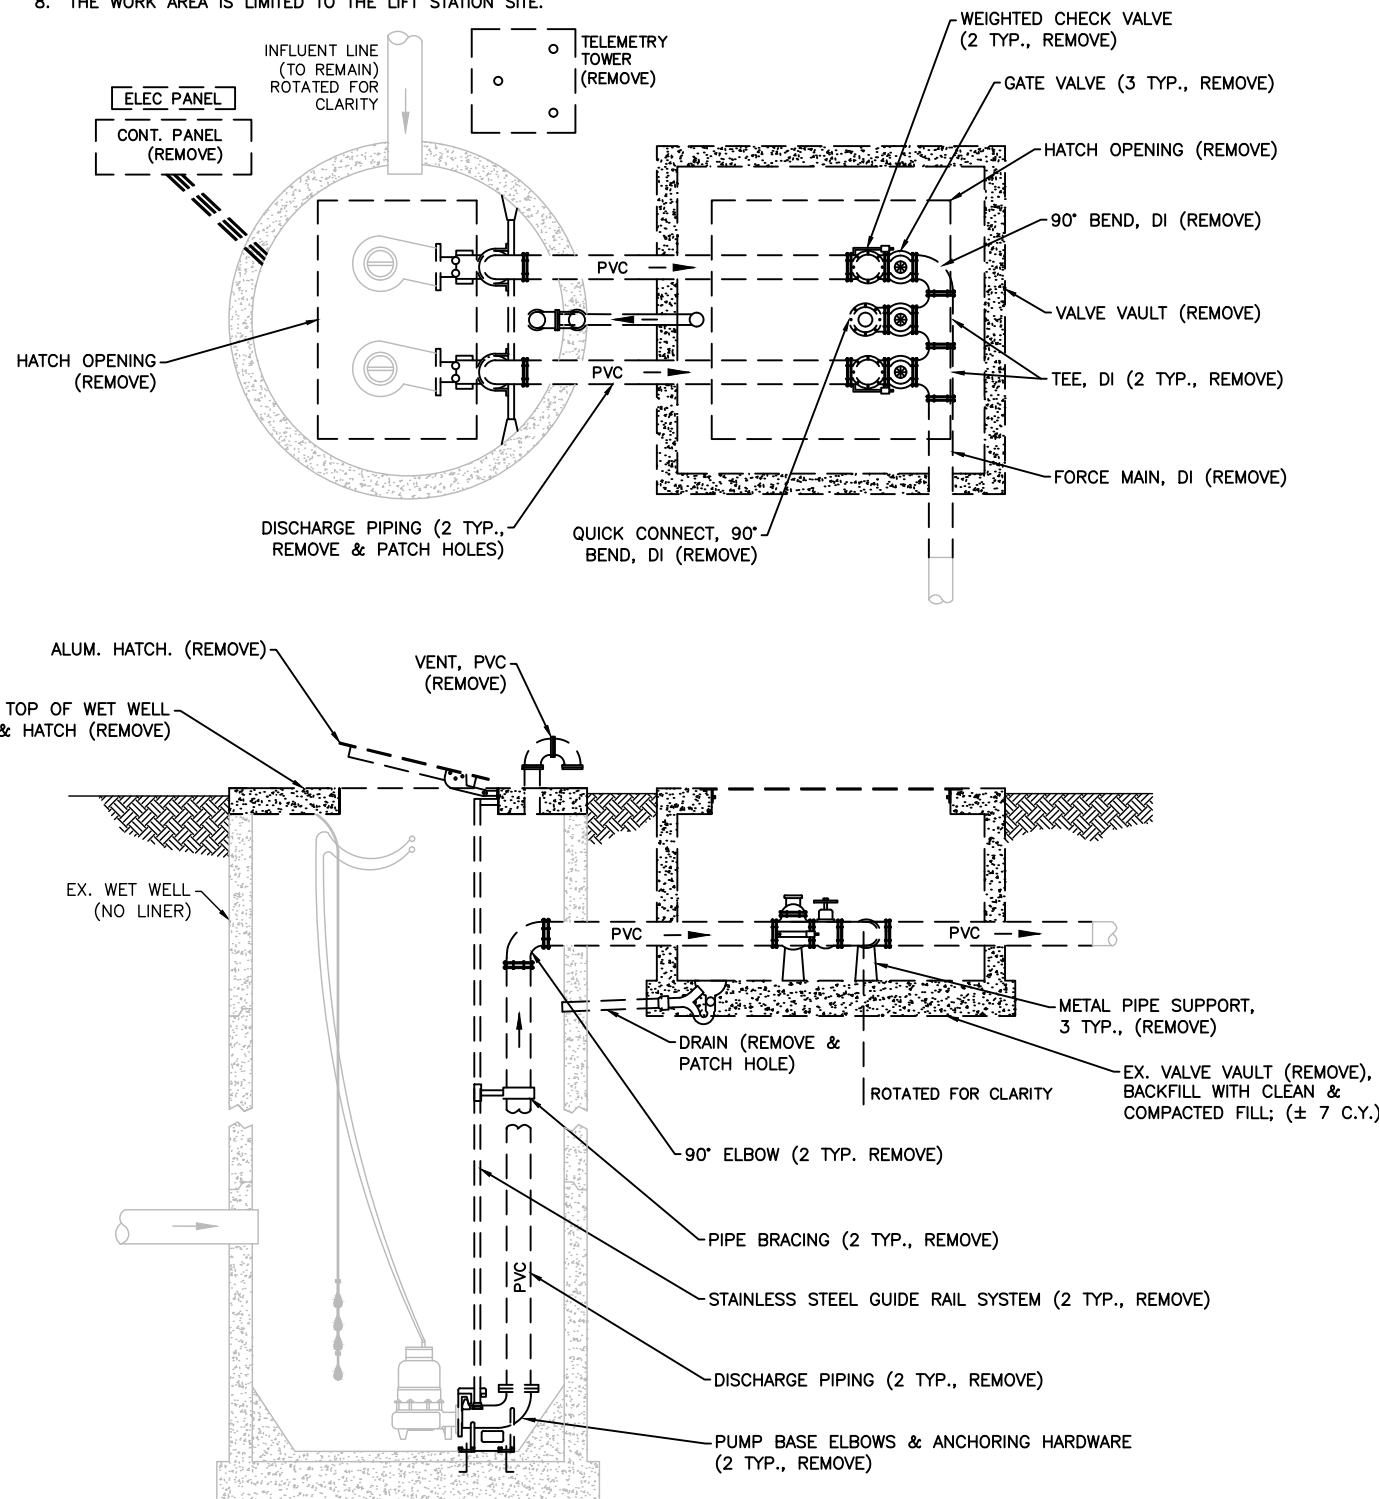 8. THE WORK AREA IS LIMITED TO THE LIFT STATION SITE.
WEIGHTED CHECK VALVE
(2 TYP., REMOVE)
INFLUENT LINE
(TO REMAIN)
ROTATED FOR
CLARITY
TELEMETRY
TOWER
(REMOVE)
GATE VALVE (3 TYP., REMOVE)
ELEC PANEL
CONT. PANEL
(REMOVE)
HATCH OPENING (REMOVE)
90° BEND, DI (REMOVE)
PVC
VALVE VAULT (REMOVE)
HATCH OPENING
(REMOVE)
PVC
TEE, DI (2 TYP., REMOVE)
FORCE MAIN, DI (REMOVE)
DISCHARGE PIPING (2 TYP.,
REMOVE & PATCH HOLES)
QUICK CONNECT, 90°
BEND, DI (REMOVE)
ALUM. HATCH. (REMOVE)
VENT, PVC
(REMOVE)
TOP OF WET WELL
& HATCH (REMOVE)
EX. WET WELL
(NO LINER)
PVC
PVC
METAL PIPE SUPPORT,
3 TYP., (REMOVE)
DRAIN (REMOVE &
PATCH HOLE)
EX. VALVE VAULT (REMOVE),
BACKFILL WITH CLEAN &
COMPACTED FILL; (± 7 C.Y.)
ROTATED FOR CLARITY
90° ELBOW (2 TYP. REMOVE)
PIPE BRACING (2 TYP., REMOVE)
PVC
STAINLESS STEEL GUIDE RAIL SYSTEM (2 TYP., REMOVE)
DISCHARGE PIPING (2 TYP., REMOVE)
PUMP BASE ELBOWS & ANCHORING HARDWARE
(2 TYP., REMOVE)